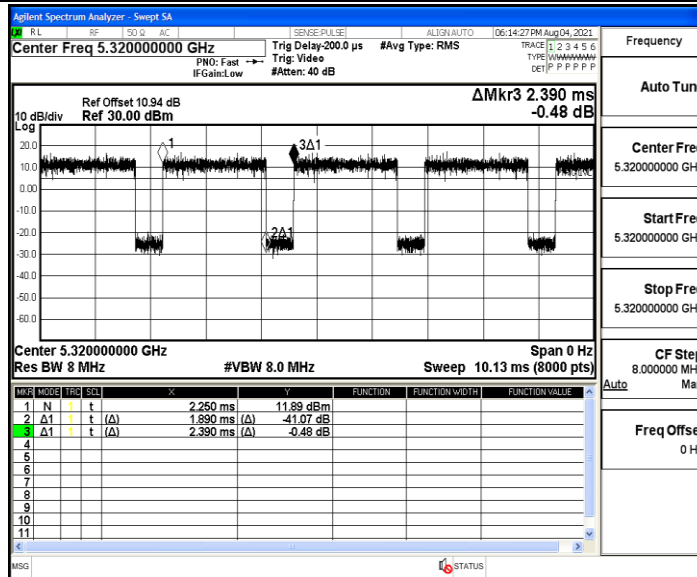 Agilent Spectrum Analyzer - Swept SA
RL RF 50 Ω AC SENSE:PULSE ALIGN AUTO 06:14:27 PM Aug 04, 2021
Center Freq 5.320000000 GHz
PNO: Fast
IFGain:Low
Trig Delay-200.0 µs
Trig: Video
#Atten: 40 dB
#Avg Type: RMS
TRACE 1 2 3 4 5 6
TYPE
DET P P P P P P
Ref Offset 10.94 dB
10 dB/div Ref 30.00 dBm
ΔMkr3 2.390 ms
-0.48 dB
Log
20.0
10.0
0.00
-10.0
-20.0
-30.0
-40.0
-50.0
-60.0
1
3Δ1
2Δ1
Center 5.320000000 GHz Span 0 Hz
Res BW 8 MHz #VBW 8.0 MHz Sweep 10.13 ms (8000 pts)
MKR MODE TRC SCL X Y FUNCTION FUNCTION WIDTH FUNCTION VALUE
1 N 1 t 2.250 ms 11.89 dBm
2 Δ1 1 t (Δ) 1.890 ms (Δ) -41.07 dB
3 Δ1 1 t (Δ) 2.390 ms (Δ) -0.48 dB
4
5
6
7
8
9
10
11
MSG STATUS
Frequency
Auto Tun
Center Fre
5.320000000 GH
Start Fre
5.320000000 GH
Stop Fre
5.320000000 GH
CF Step
8.000000 MH
Auto Ma
Freq Offse
0 H